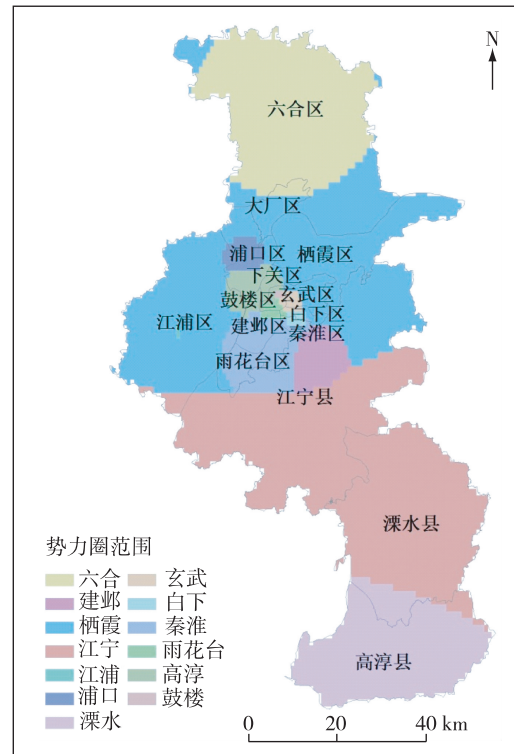 N
六合区
大厂区
浦口区 栖霞区
下关区
鼓楼区 玄武区
江浦区 白下区
建邺区 秦淮区
雨花台区
江宁县
溧水县
高淳县
势力圈范围
六合 玄武
建邺 白下
栖霞 秦淮
江宁 雨花台
江浦 高淳
浦口 鼓楼
溧水
0 20 40 km